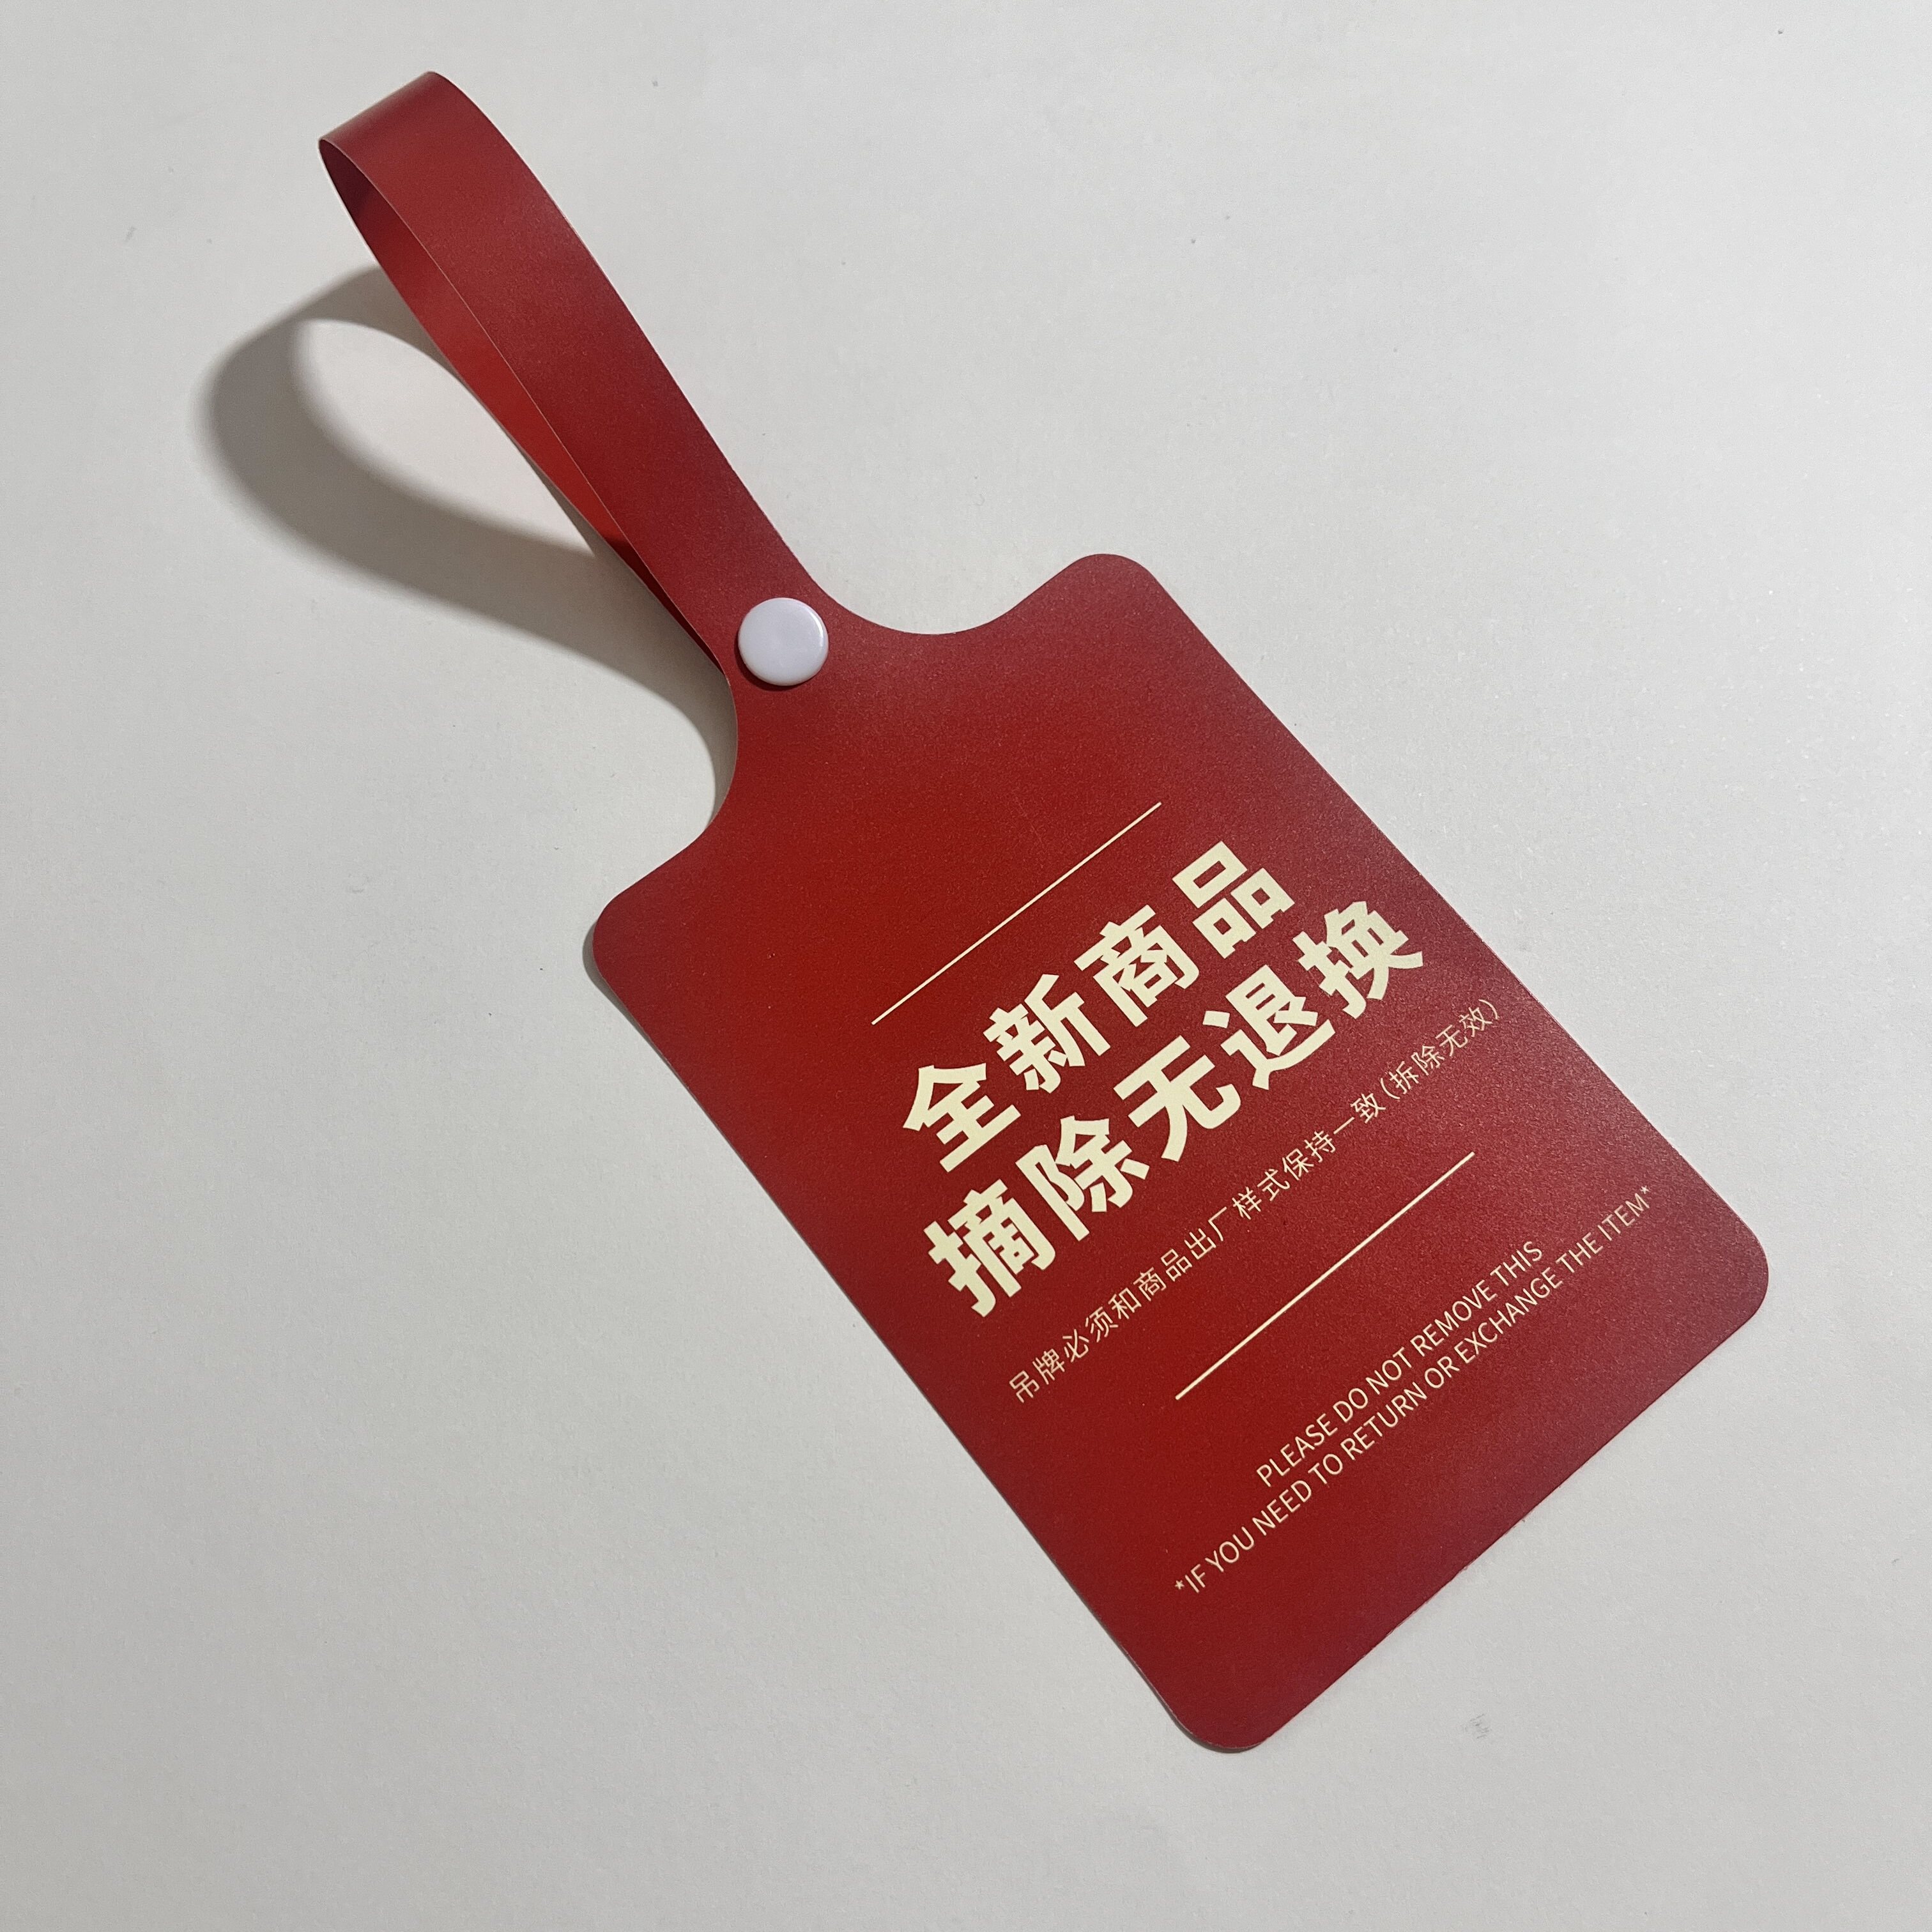 全新商品
摘除无退换
吊牌必须和商品出厂样式保持一致(拆除无效)
PLEASE DO NOT REMOVE THIS
*IF YOU NEED TO RETURN OR EXCHANGE THE ITEM*